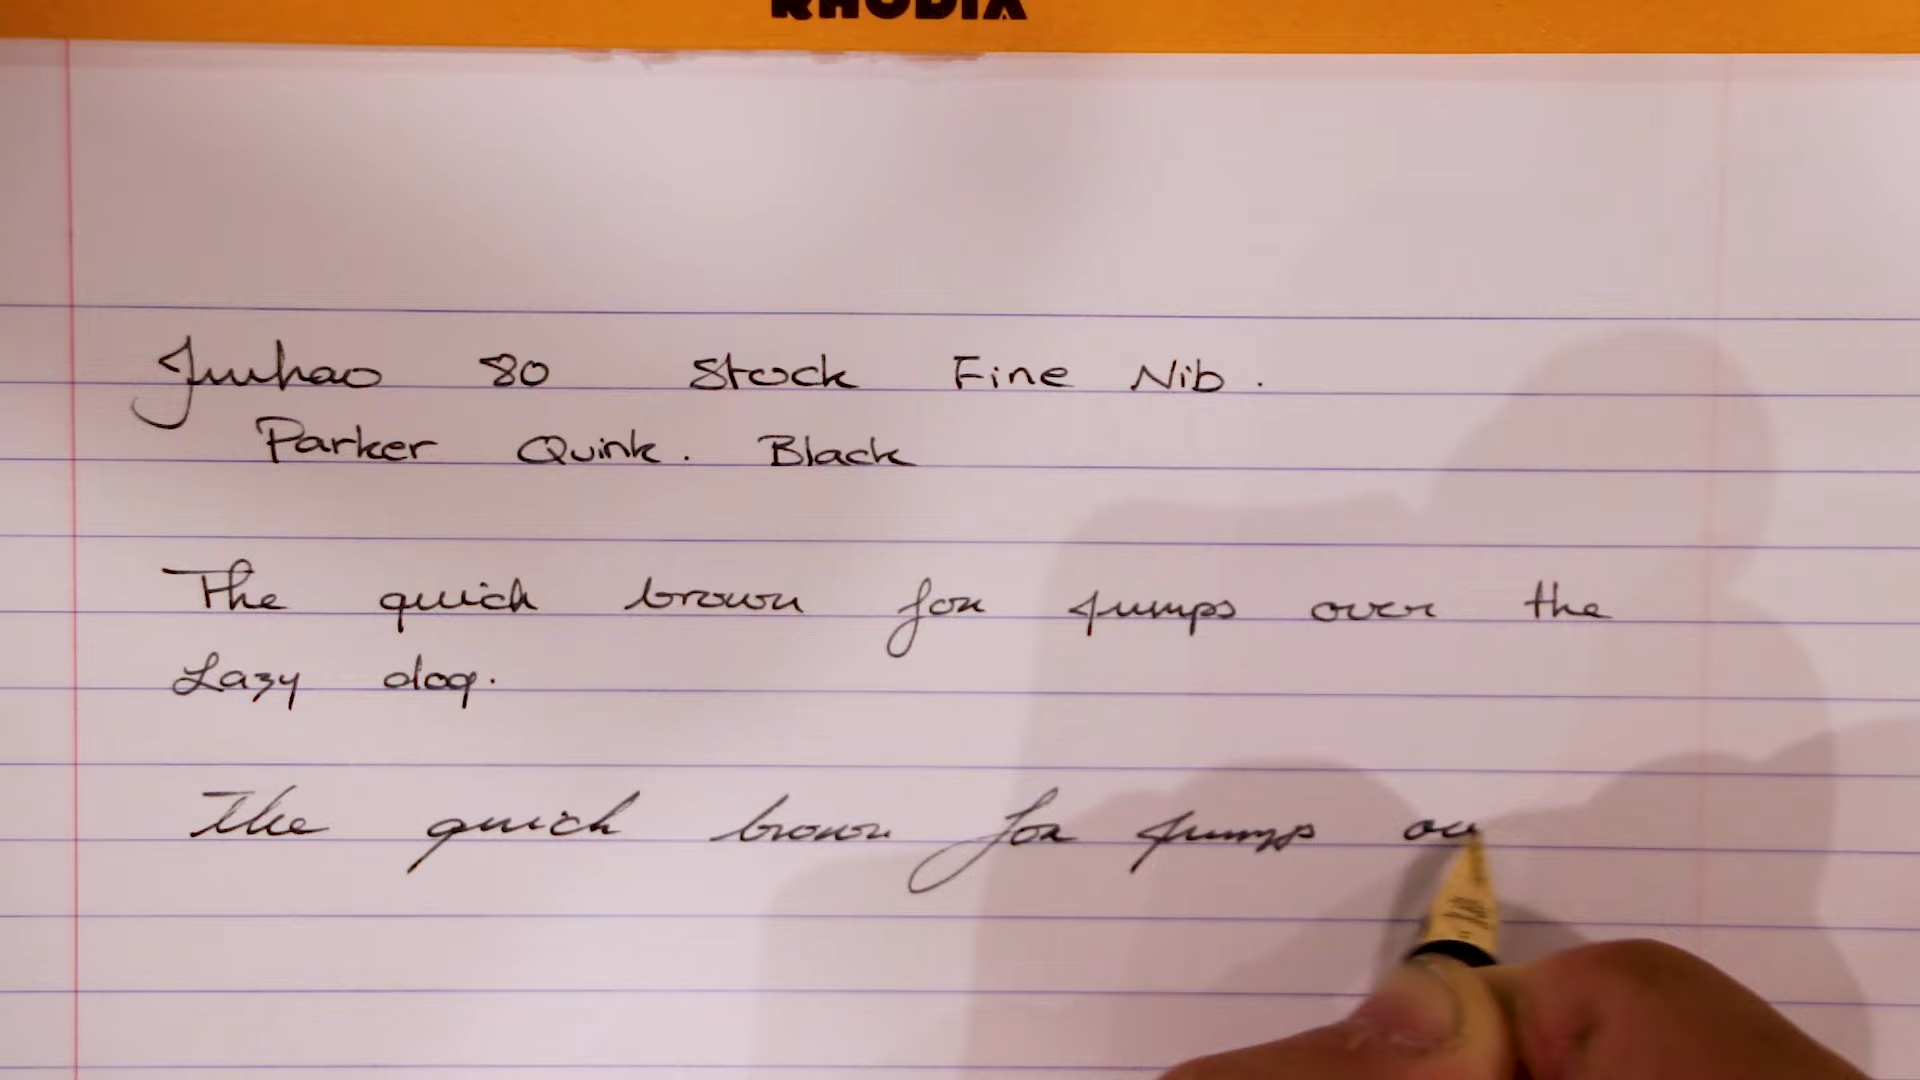 RHODIA
Jinhao 80 Stock Fine Nib.
Parker Quink. Black
The quick brown fox jumps over the
Lazy dog.
The quick brown fox jumps ov